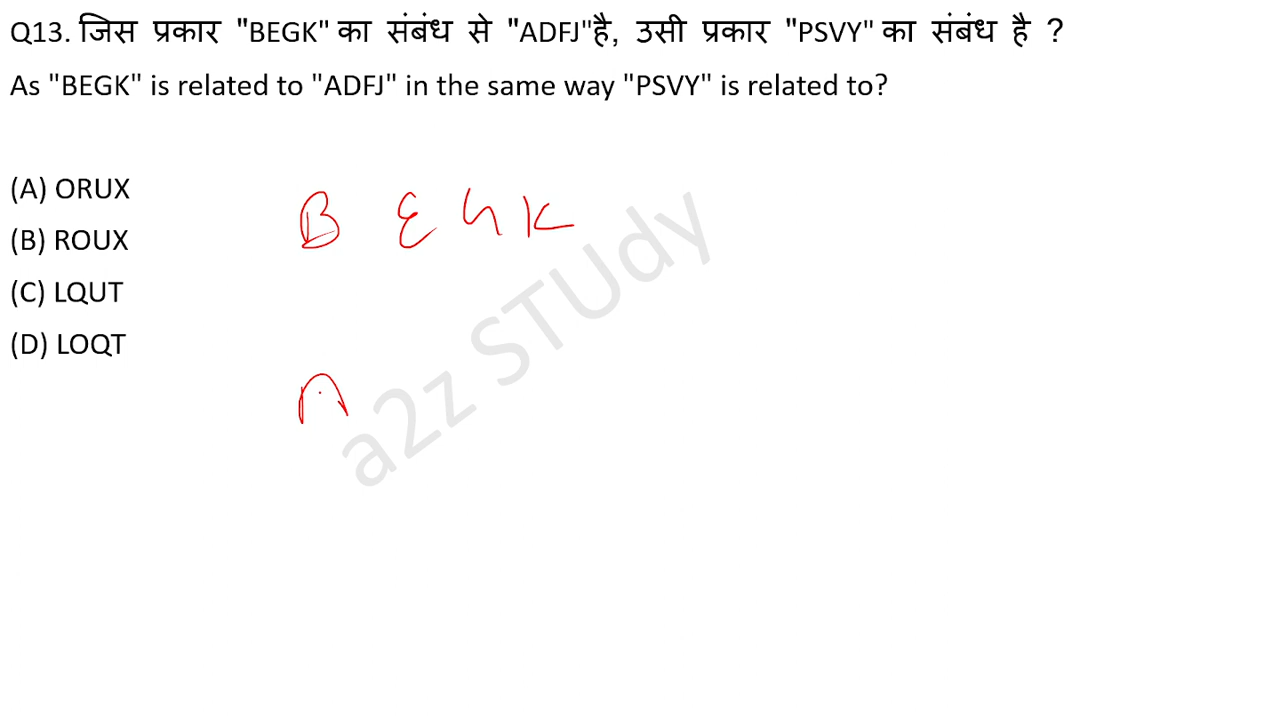 Q13. जिस प्रकार "BEGK" का संबंध से "ADFJ"है, उसी प्रकार "PSVY" का संबंध है ?
As "BEGK" is related to "ADFJ" in the same way "PSVY" is related to?
(A) ORUX
(B) ROUX
(C) LQUT
(D) LOQT
B E G K
A
a2z STUdy